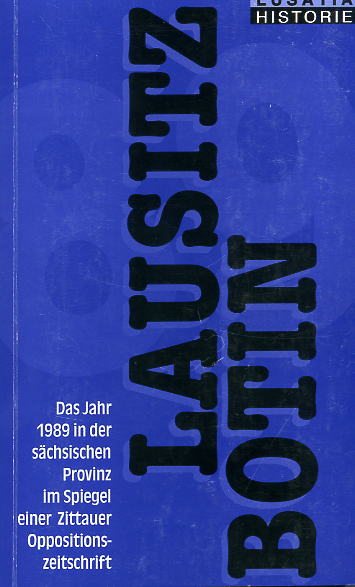 LUSATIA
HISTORIE
LAUSITZ
BOTIN
Das Jahr
1989 in der
sächsischen
Provinz
im Spiegel
einer Zittauer
Oppositions-
zeitschrift